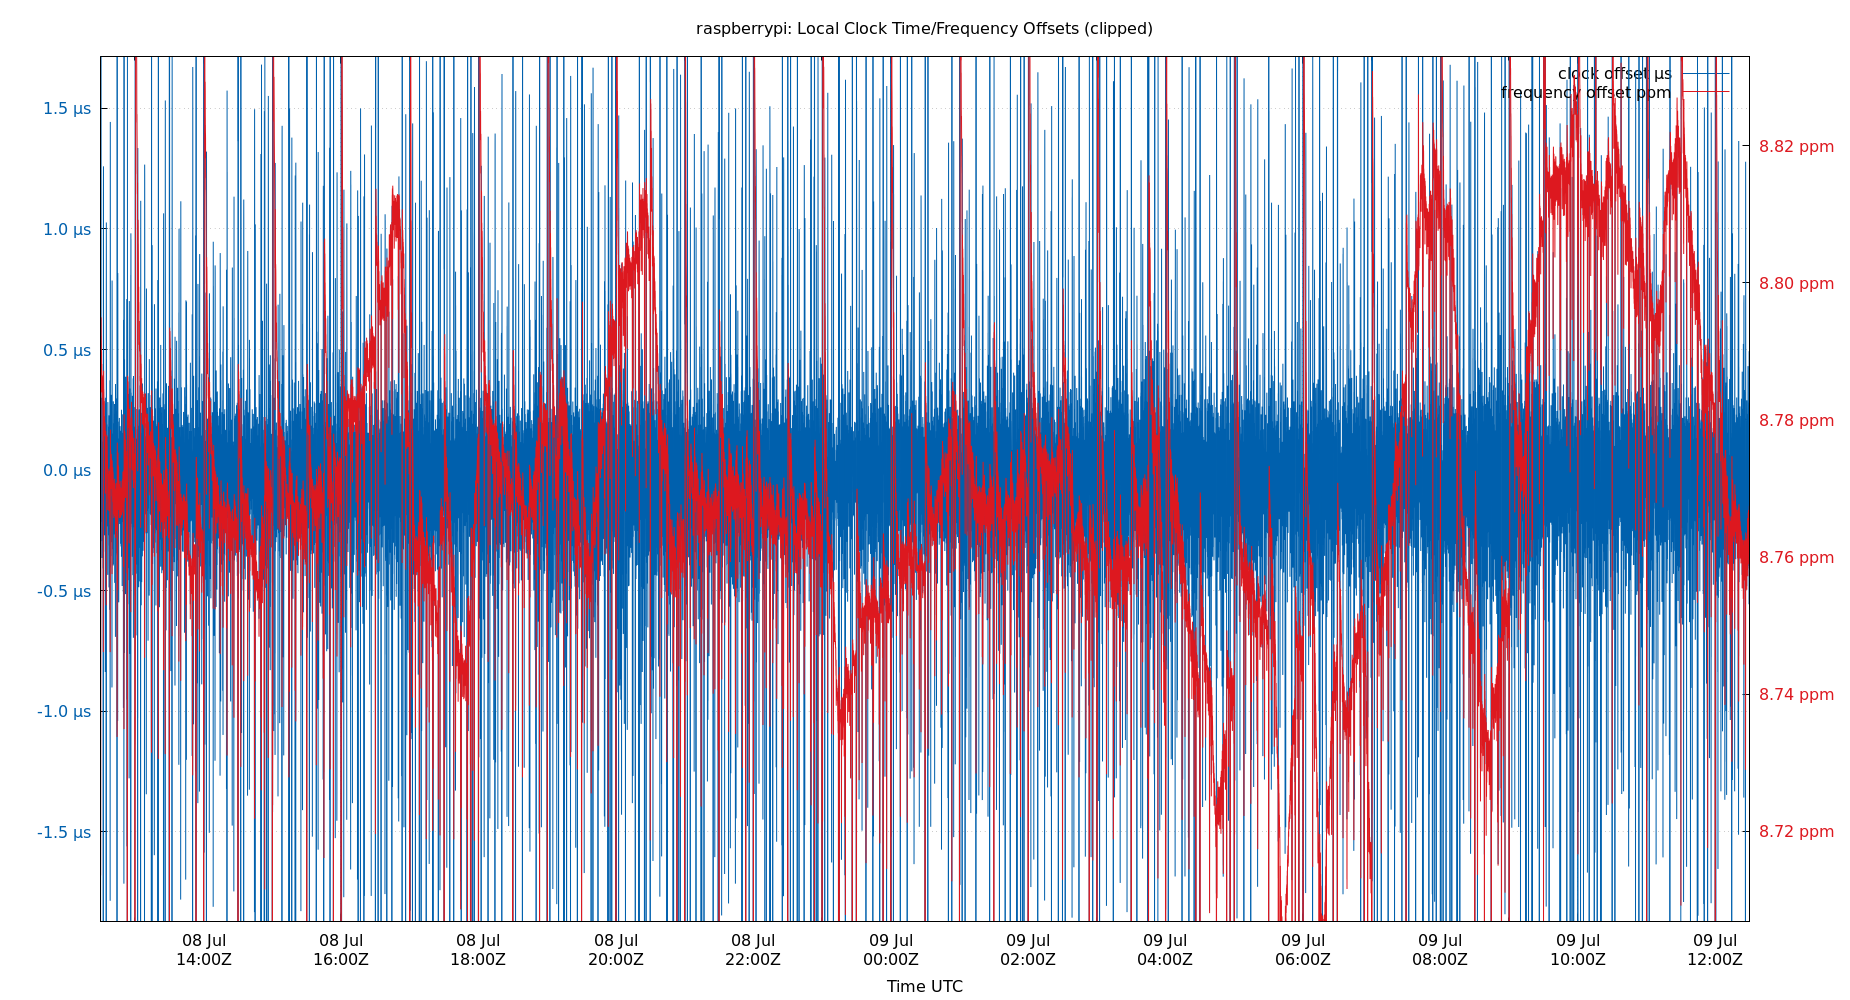 raspberrypi: Local Clock Time/Frequency Offsets (clipped)
clock offset µs
frequency offset ppm
1.5 µs
1.0 µs
0.5 µs
0.0 µs
-0.5 µs
-1.0 µs
-1.5 µs
8.82 ppm
8.80 ppm
8.78 ppm
8.76 ppm
8.74 ppm
8.72 ppm
08 Jul 08 Jul 08 Jul 08 Jul 08 Jul 09 Jul 09 Jul 09 Jul 09 Jul 09 Jul 09 Jul 09 Jul
14:00Z 16:00Z 18:00Z 20:00Z 22:00Z 00:00Z 02:00Z 04:00Z 06:00Z 08:00Z 10:00Z 12:00Z
Time UTC